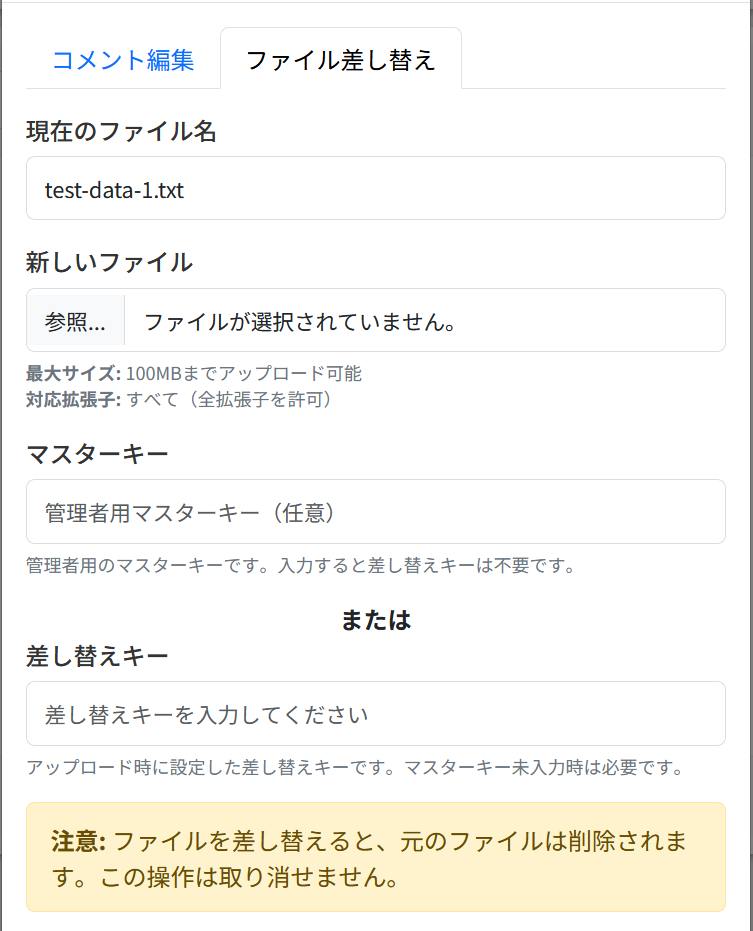 コメント編集
ファイル差し替え
現在のファイル名
test-data-1.txt
新しいファイル
参照... ファイルが選択されていません。
最大サイズ: 100MBまでアップロード可能
対応拡張子: すべて（全拡張子を許可）
マスターキー
管理者用マスターキー（任意）
管理者用のマスターキーです。入力すると差し替えキーは不要です。
または
差し替えキー
差し替えキーを入力してください
アップロード時に設定した差し替えキーです。マスターキー未入力時は必要です。
注意: ファイルを差し替えると、元のファイルは削除されま
す。この操作は取り消せません。